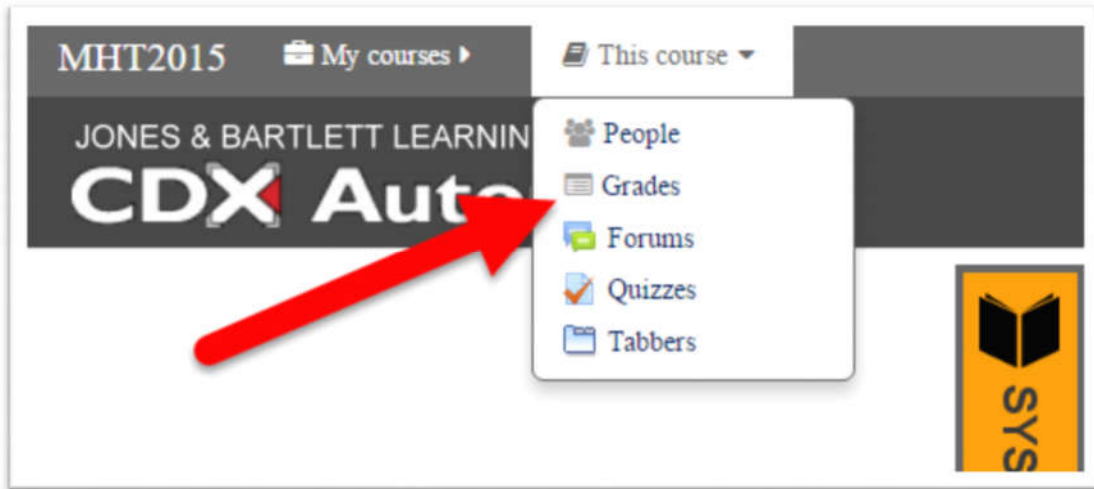 MHT2015 My courses This course
JONES & BARTLETT LEARNIN
CDX Auto
People
Grades
Forums
Quizzes
Tabbers
SYS